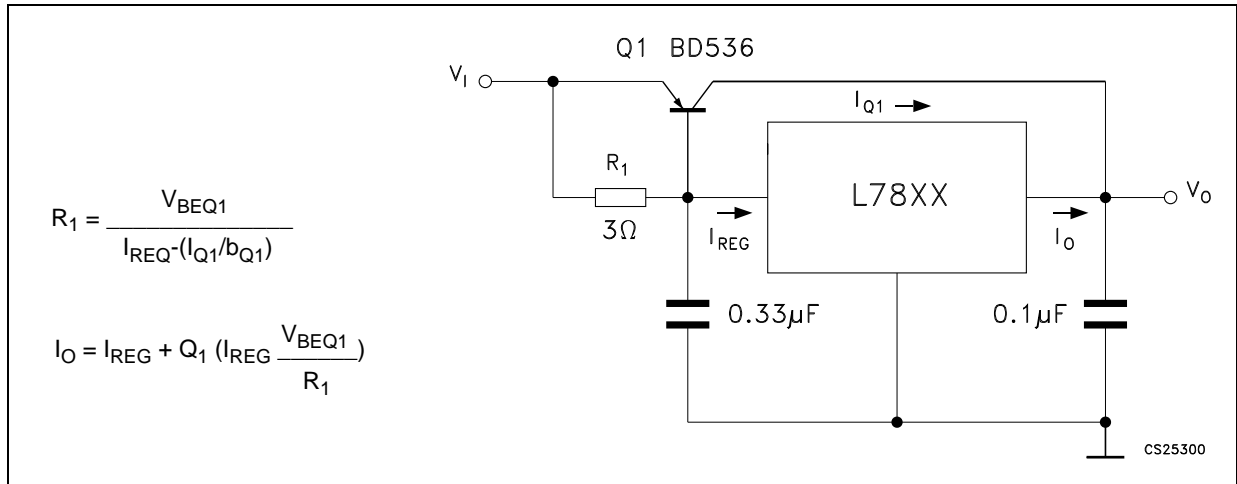 Q1 BD536
V_I
I_Q1
R_1
L78XX
V_O
3Ω
I_REG
I_O
0.33µF
0.1µF
R_1 = V_BEQ1 / I_REQ-(I_Q1/b_Q1)
I_O = I_REG + Q_1 (I_REG V_BEQ1 / R_1)
CS25300